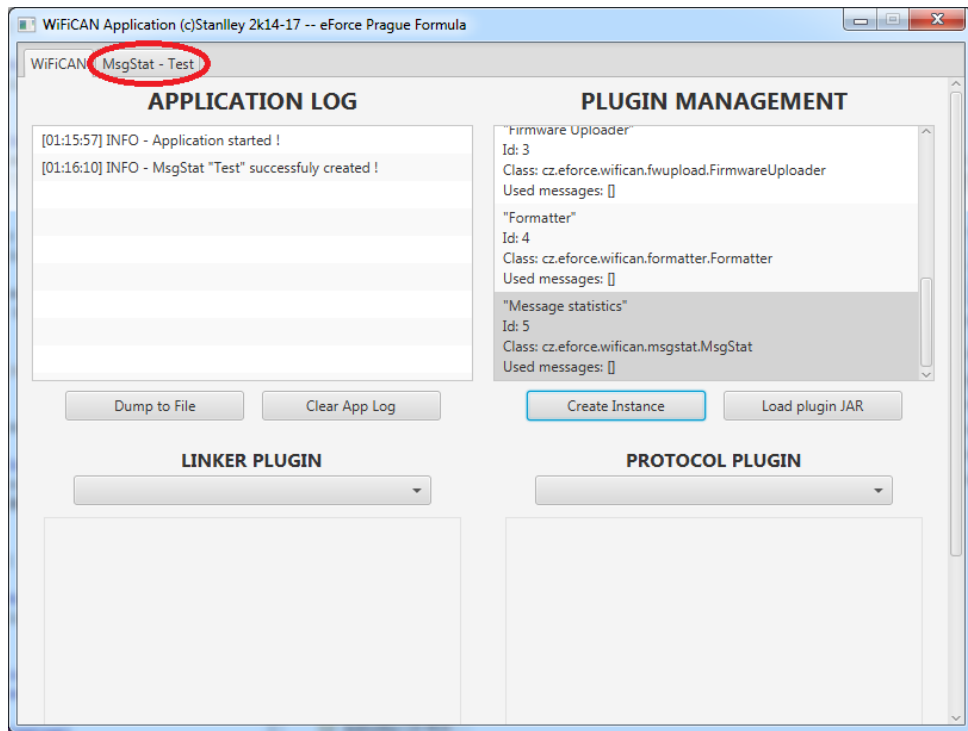 WiFiCAN Application (c)Stanlley 2k14-17 -- eForce Prague Formula
WiFiCAN
MsgStat - Test
APPLICATION LOG
[01:15:57] INFO - Application started !
[01:16:10] INFO - MsgStat "Test" successfuly created !
Dump to File
Clear App Log
PLUGIN MANAGEMENT
"Firmware Uploader"
Id: 3
Class: cz.eforce.wifican.fwupload.FirmwareUploader
Used messages: []
"Formatter"
Id: 4
Class: cz.eforce.wifican.formatter.Formatter
Used messages: []
"Message statistics"
Id: 5
Class: cz.eforce.wifican.msgstat.MsgStat
Used messages: []
Create Instance
Load plugin JAR
LINKER PLUGIN
PROTOCOL PLUGIN